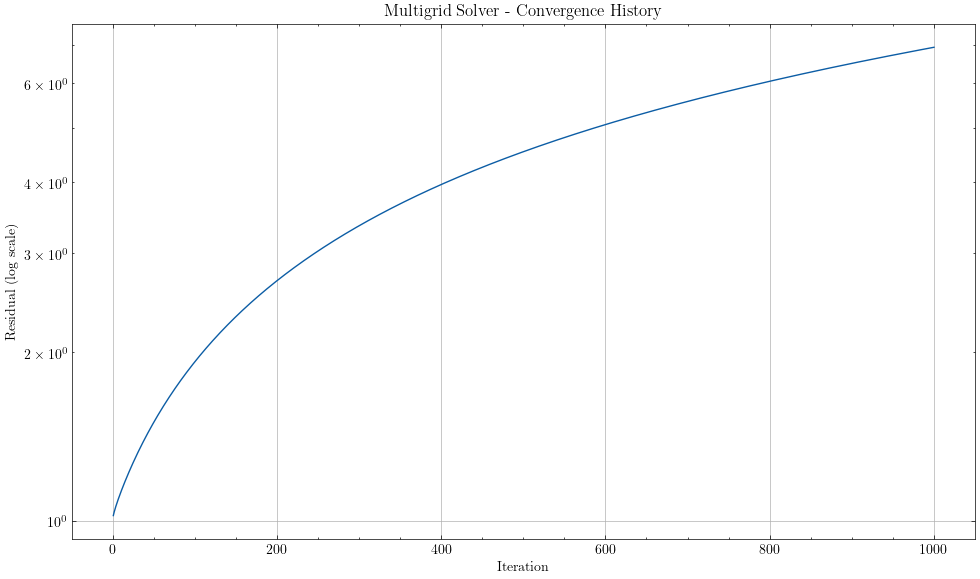 Multigrid Solver - Convergence History
Residual (log scale)
6 × 10⁰
4 × 10⁰
3 × 10⁰
2 × 10⁰
10⁰
0 200 400 600 800 1000
Iteration